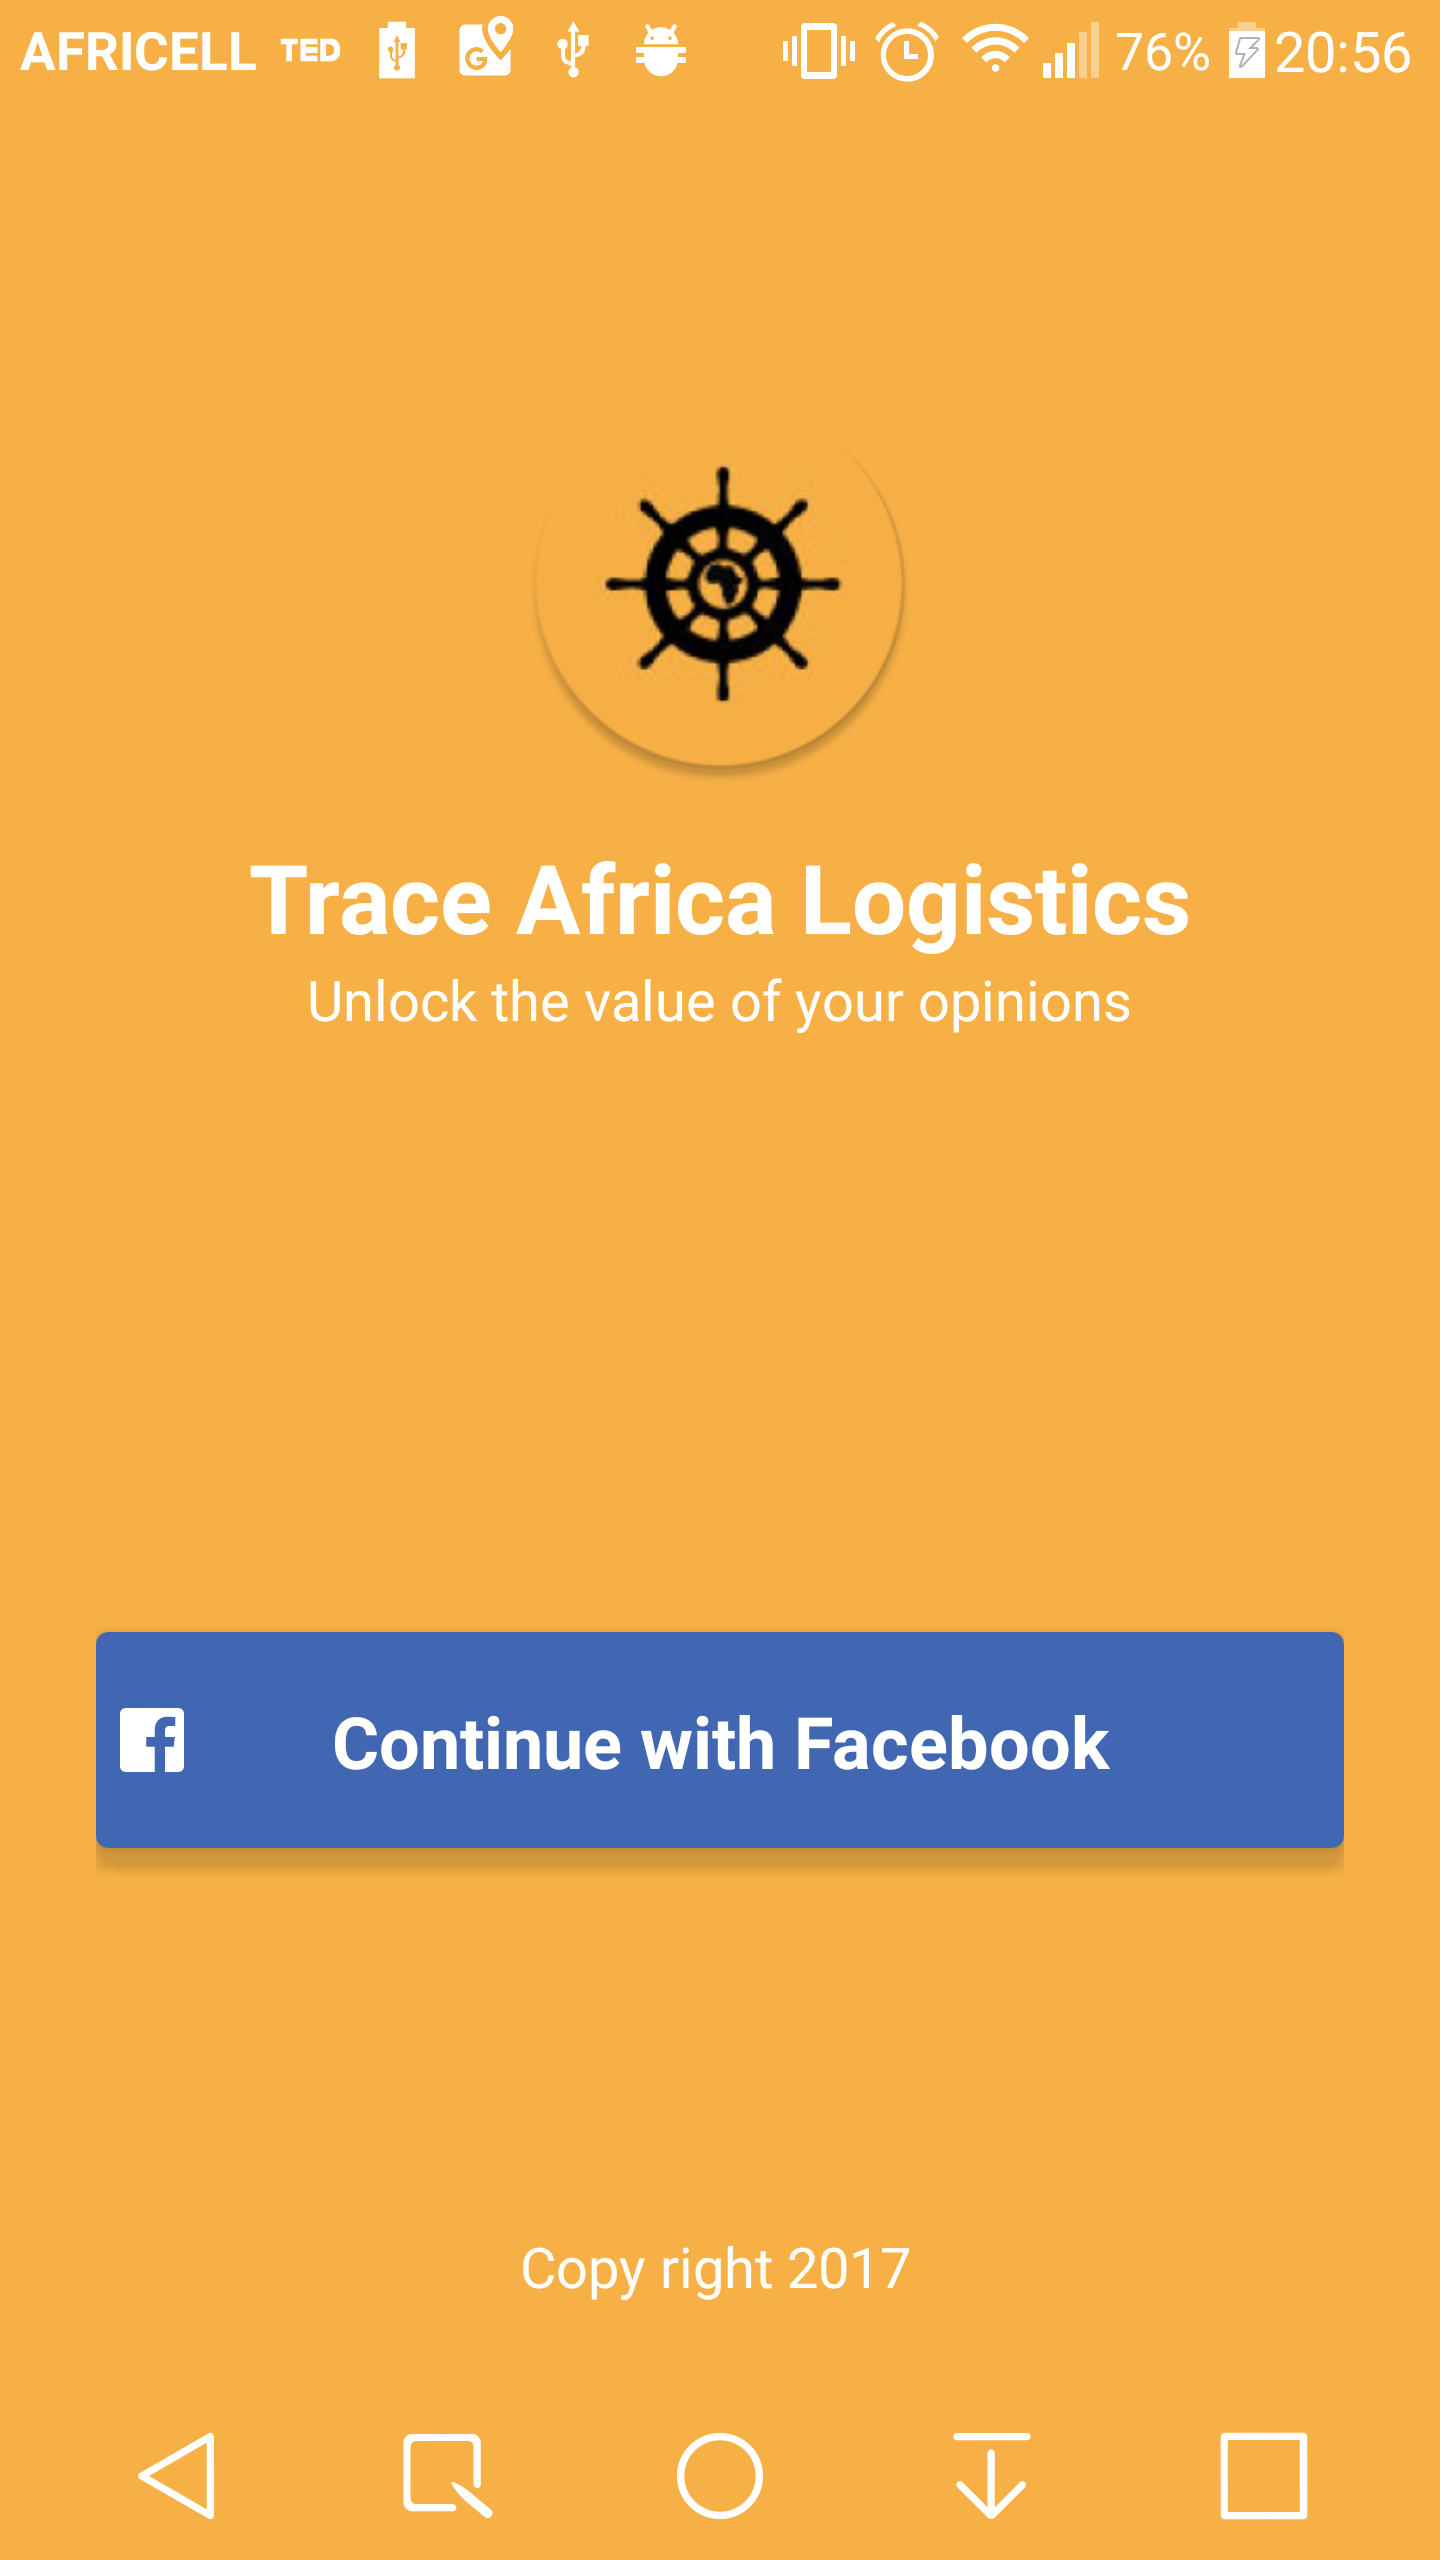 AFRICELL TED 76% 20:56
Trace Africa Logistics
Unlock the value of your opinions
Continue with Facebook
Copy right 2017